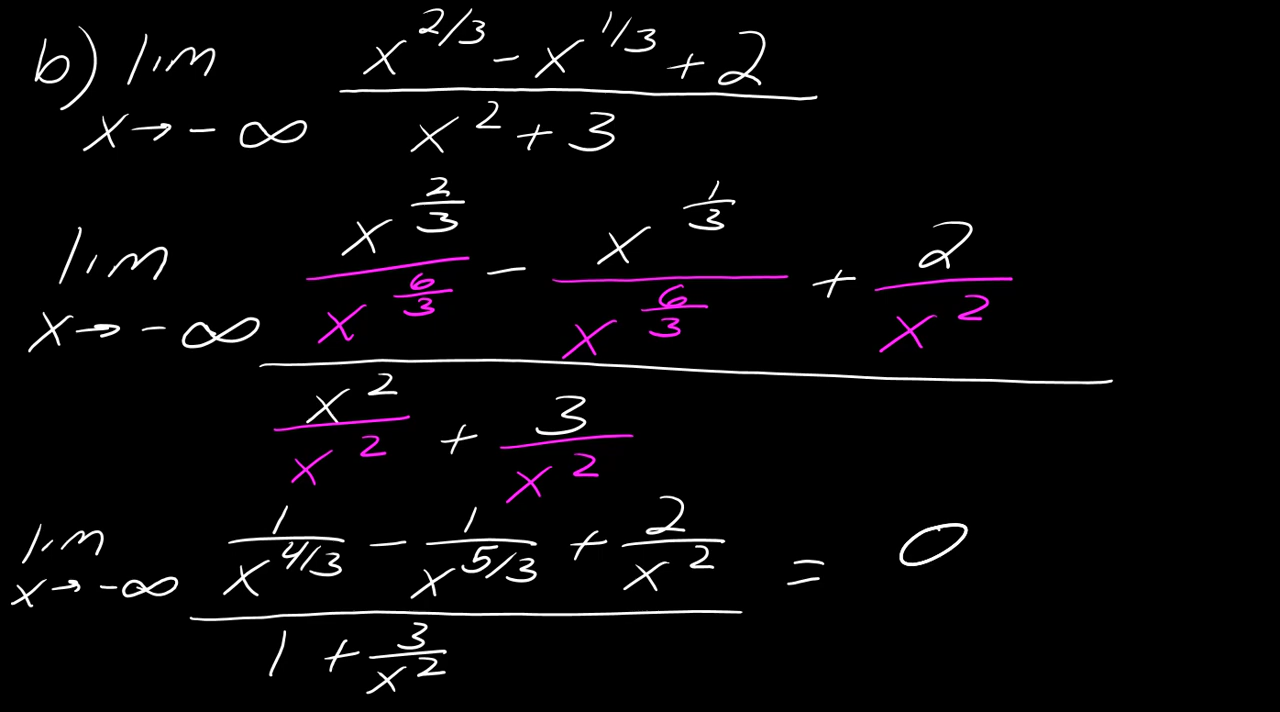 b) lim x^{2/3} - x^{1/3} + 2
x → -∞ x^2 + 3
lim x^{2/3} / x^{6/3} - x^{1/3} / x^{6/3} + 2 / x^2
x → -∞
x^2 / x^2 + 3 / x^2
lim 1 / x^{4/3} - 1 / x^{5/3} + 2 / x^2 = 0
x → -∞
1 + 3 / x^2